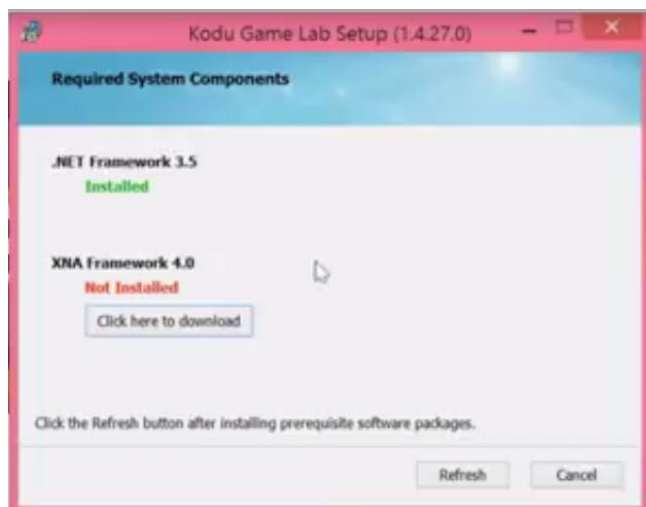 Kodu Game Lab Setup (1.4.27.0)
Required System Components
.NET Framework 3.5
Installed
XNA Framework 4.0
Not Installed
Click here to download
Click the Refresh button after installing prerequisite software packages.
Refresh Cancel